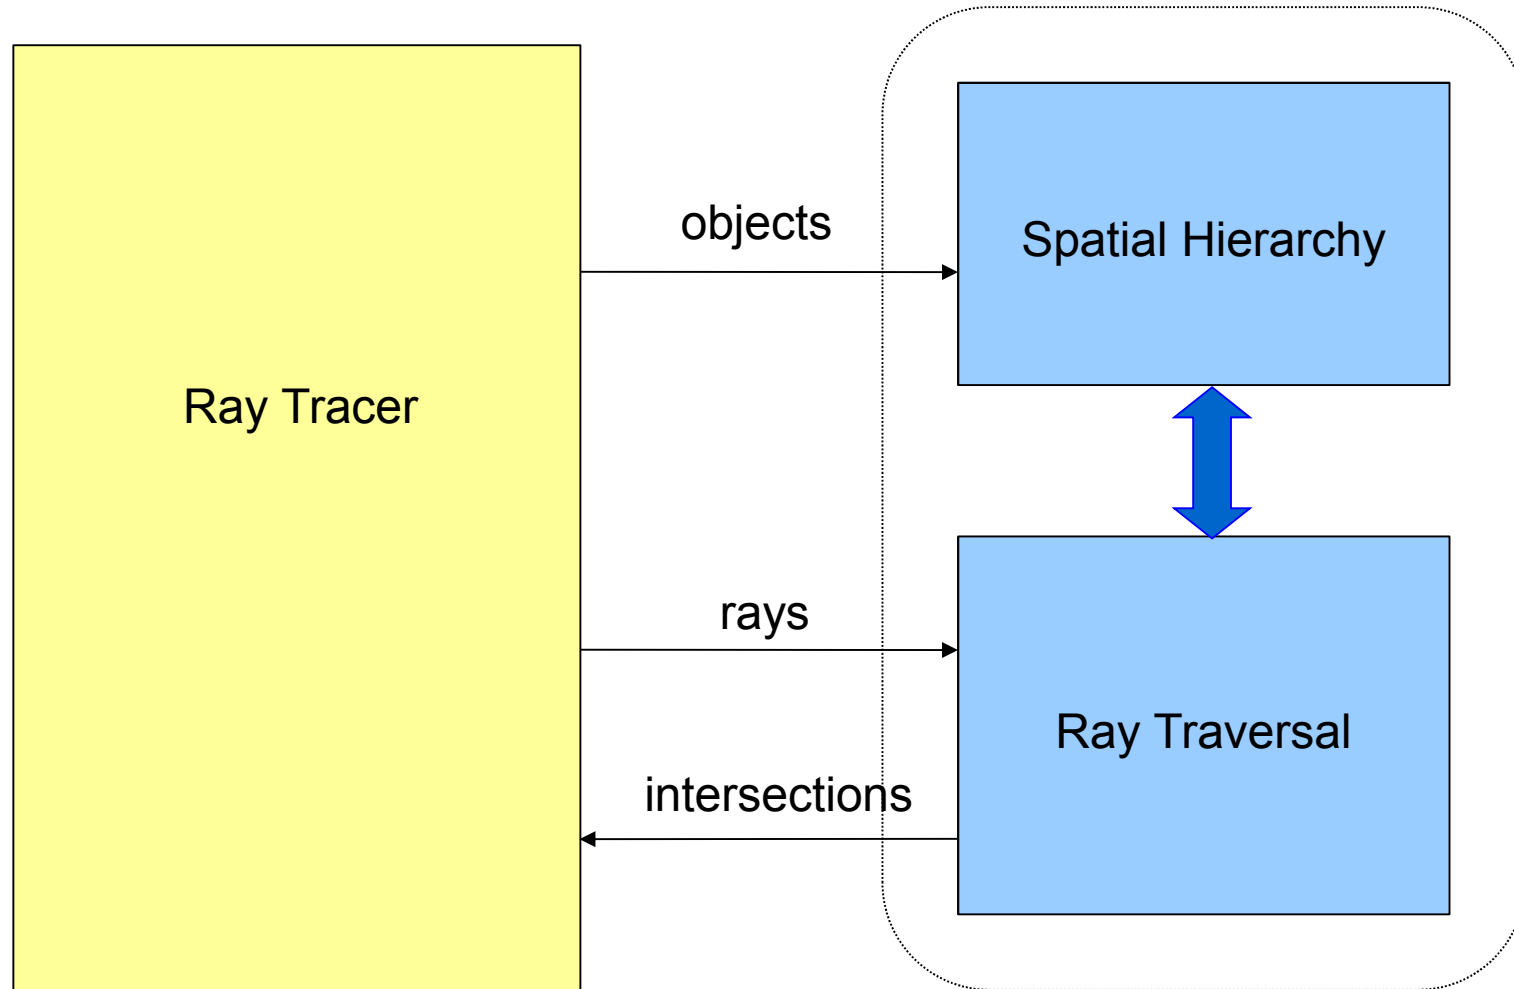 objects
Spatial Hierarchy
Ray Tracer
rays
Ray Traversal
intersections